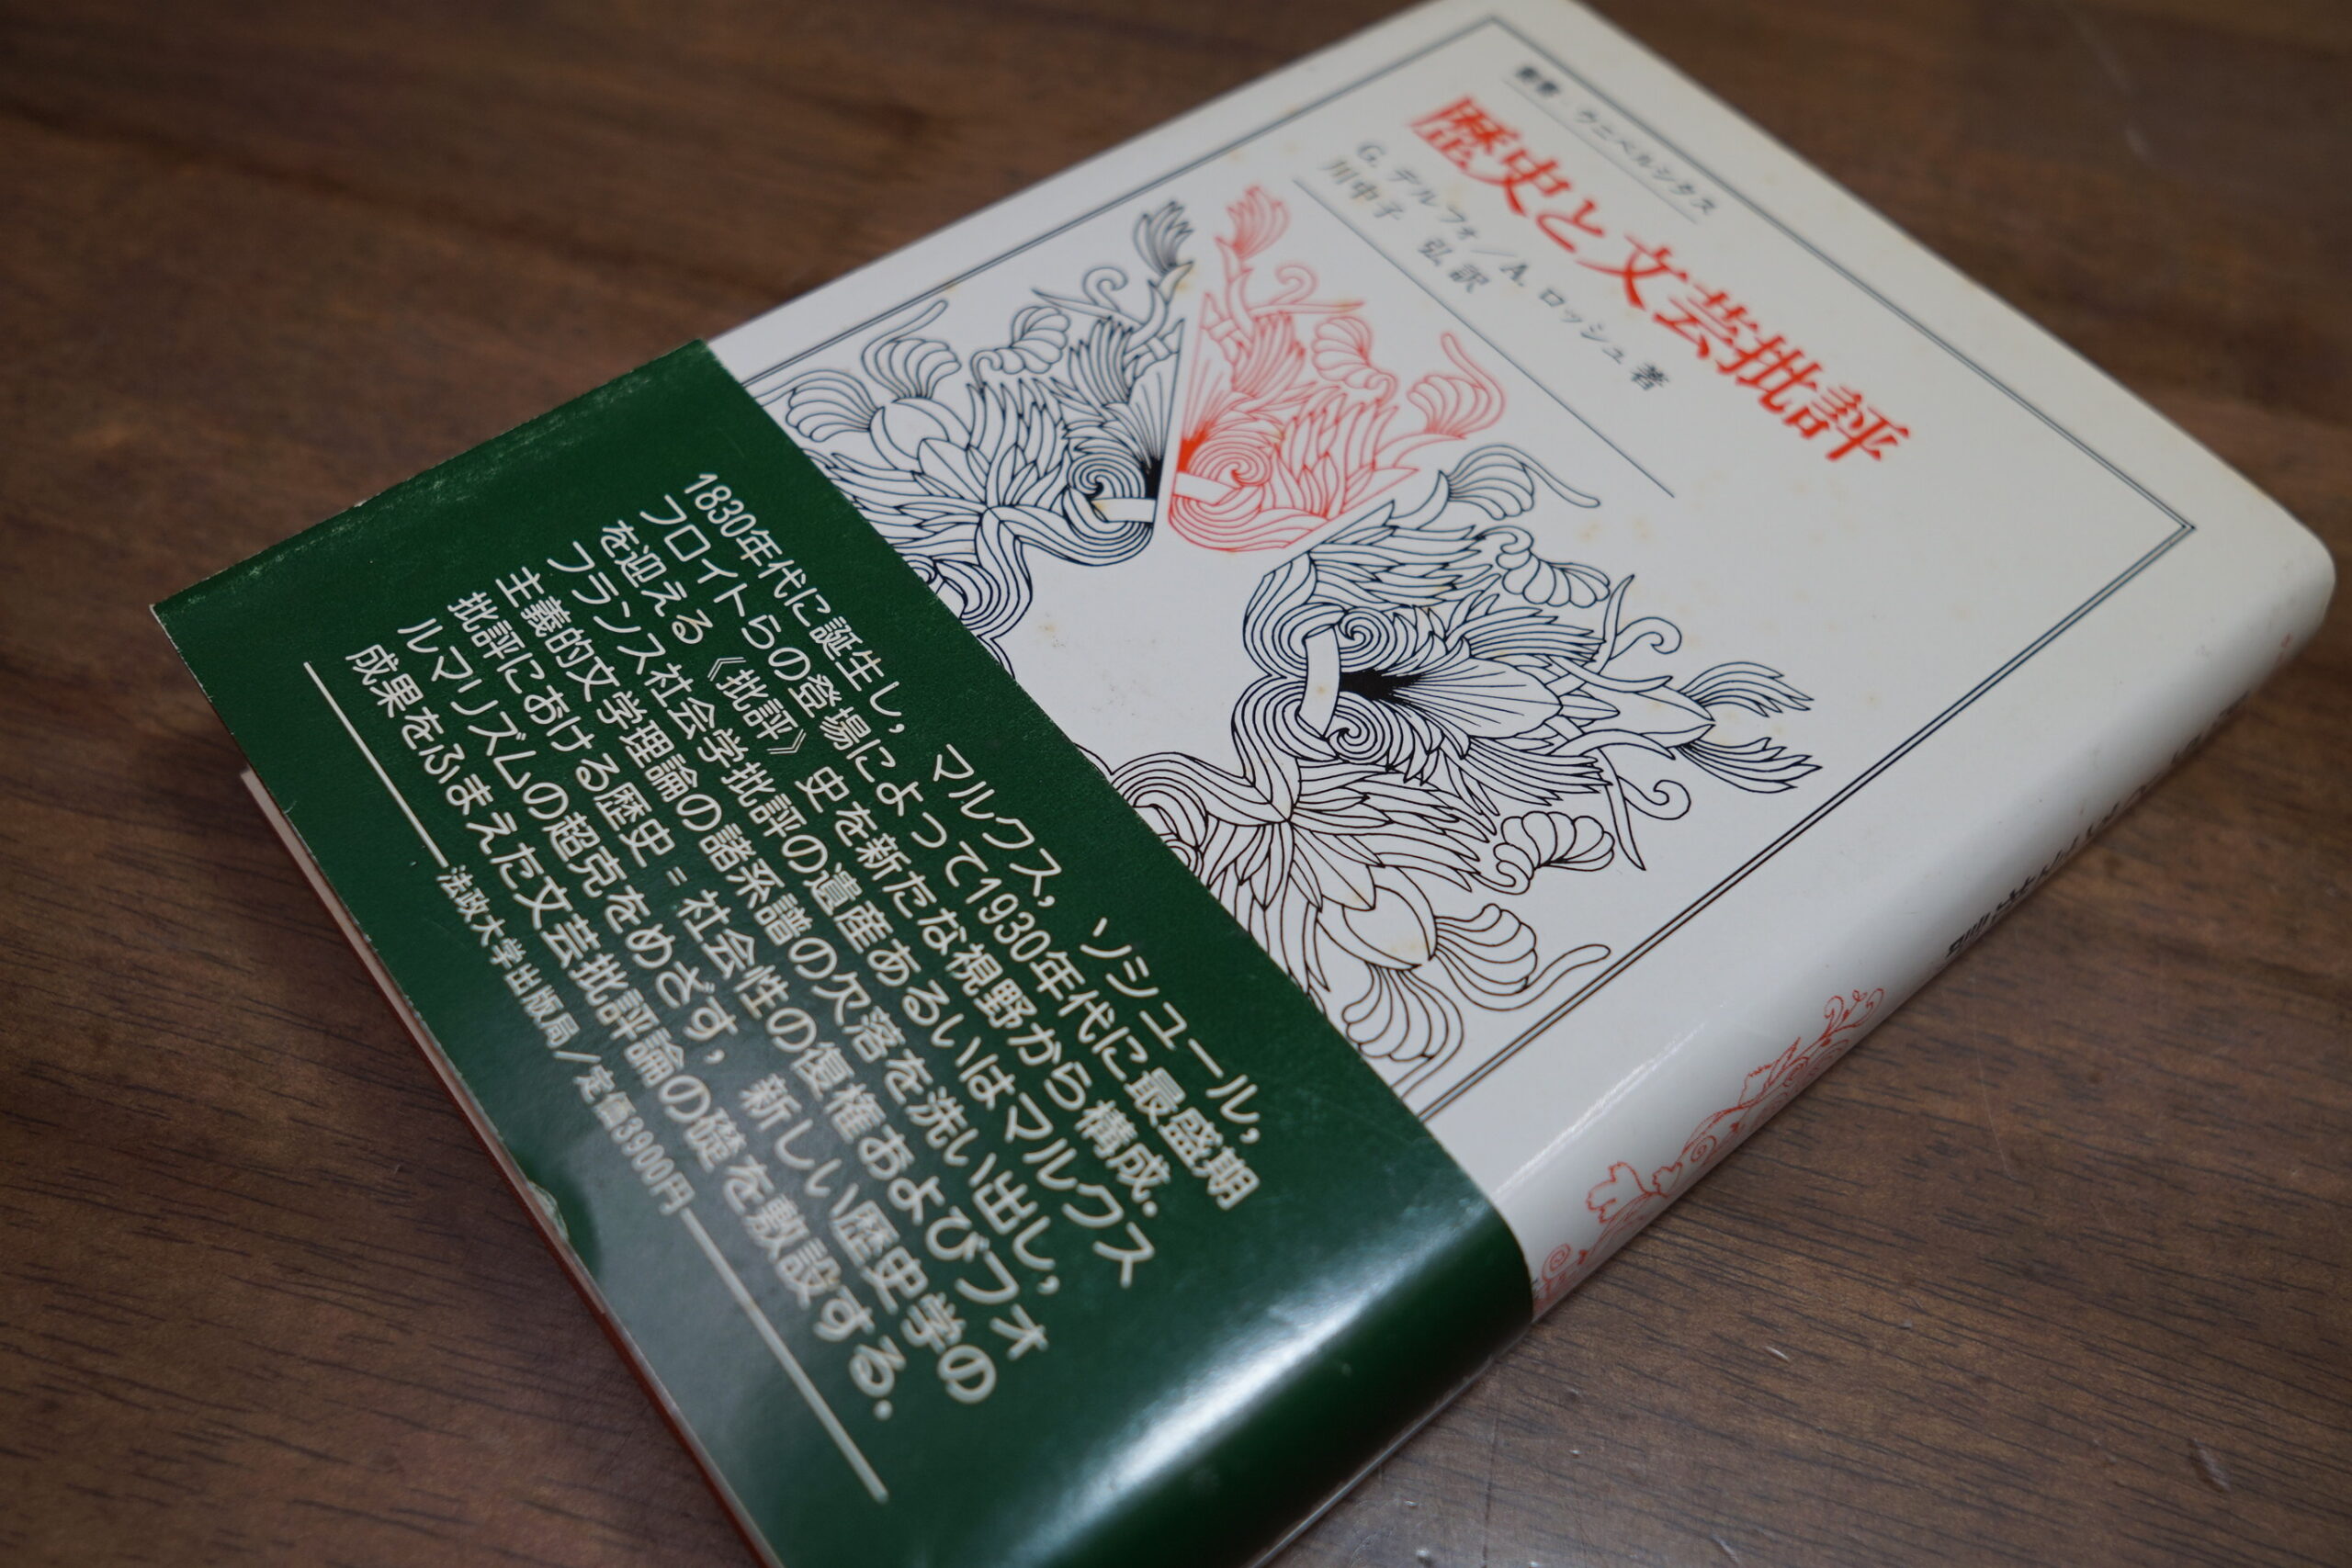 叢書・ウニベルシタス
歴史と文芸批評
G. デルフォ／A. ロッシュ 著
川中子 弘 訳
1830年代に誕生し，マルクス，ソシュール，
フロイトらの登場によって1930年代に最盛期
を迎える《批評》史を新たな視野から構成．
フランス社会学批評の遺産あるいはマルクス
主義的文学理論の諸系譜の欠落を洗い出し，
批評における歴史=社会性の復権およびフォ
ルマリズムの超克をめざす，新しい歴史学の
成果をふまえた文芸批評論の礎を敷設する．
法政大学出版局／定価3900円